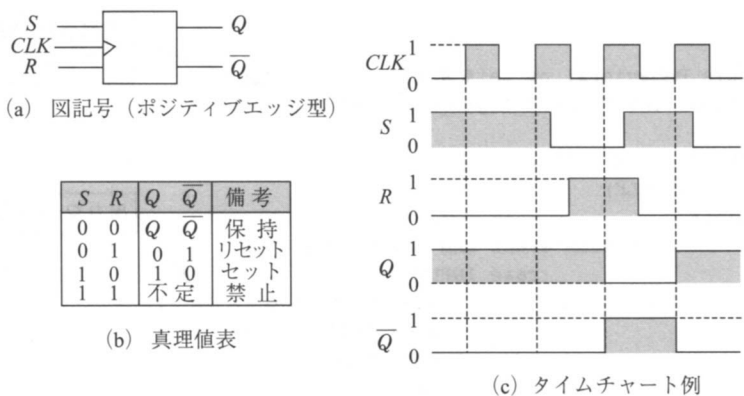 S
CLK
R
Q
Q̅
(a) 図記号(ポジティブエッジ型)
S R Q Q̅ 備考
0 0 Q Q̅ 保持
0 1 0 1 リセット
1 0 1 0 セット
1 1 不定 禁止
(b) 真理値表
CLK 1
0
S 1
0
R 1
0
Q 1
0
Q̅ 1
0
(c) タイムチャート例